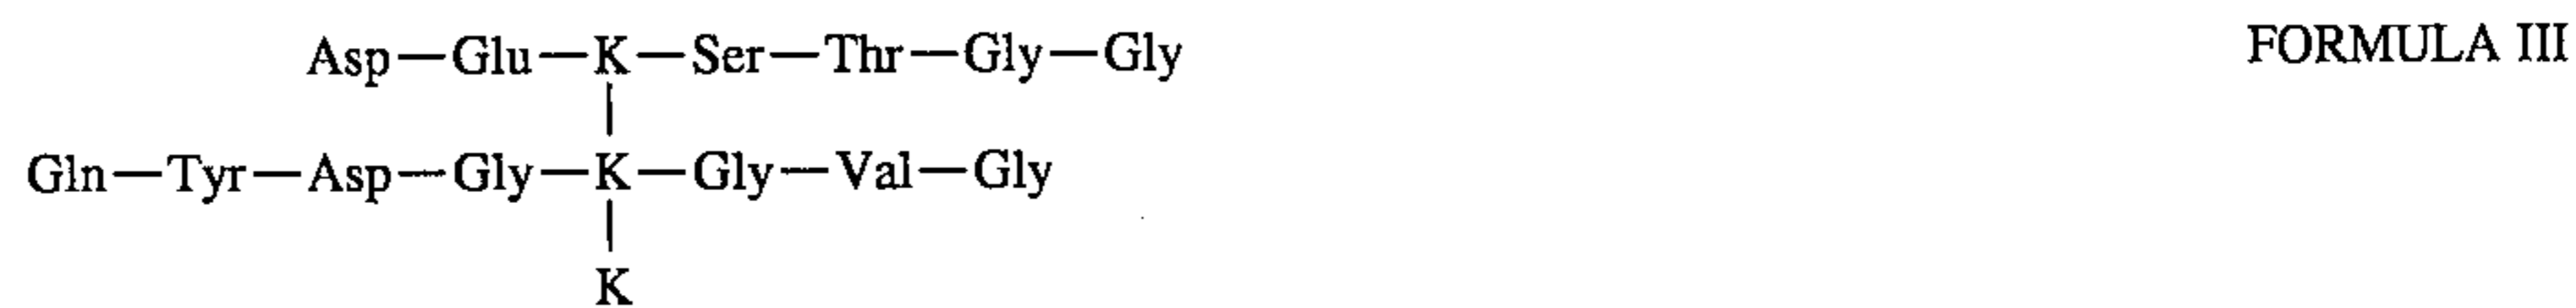 Asp—Glu—K—Ser—Thr—Gly—Gly FORMULA III
|
Gln—Tyr—Asp—Gly—K—Gly—Val—Gly
|
K